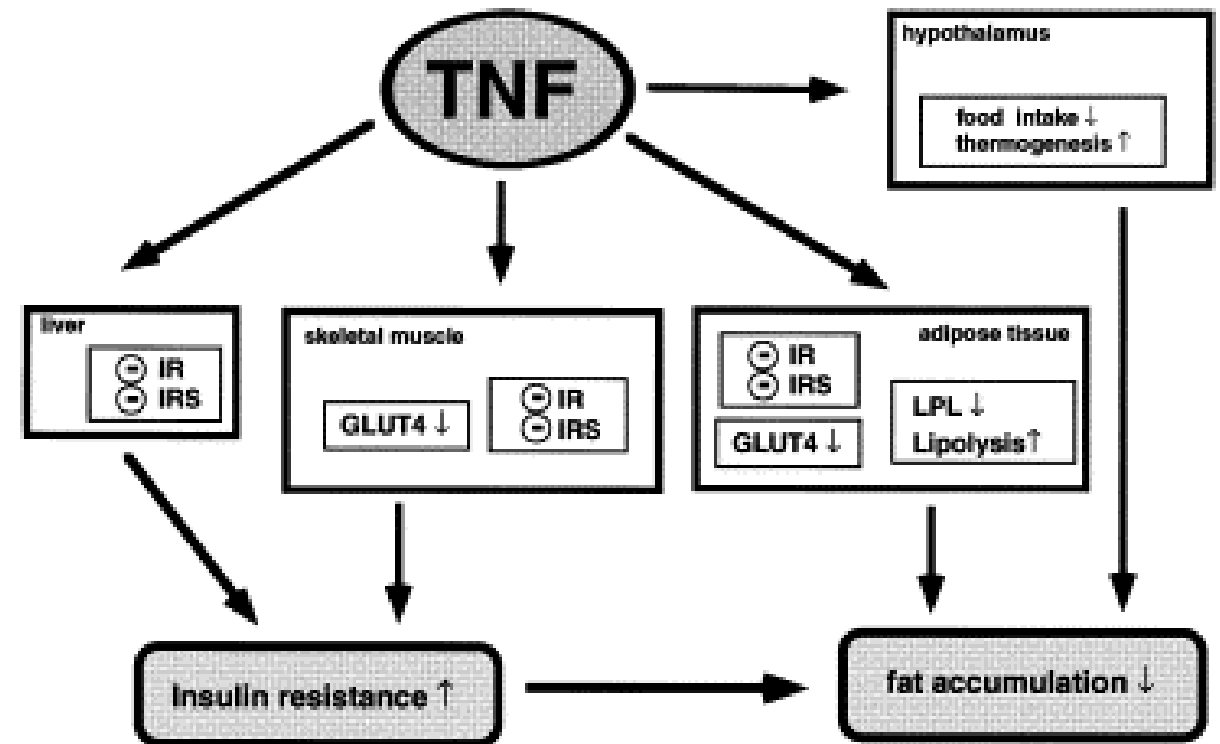 TNF
hypothalamus
food intake ↓
thermogenesis ↑
liver
⊖ IR
⊖ IRS
skeletal muscle
GLUT4 ↓
⊖ IR
⊖ IRS
adipose tissue
⊖ IR
⊖ IRS
GLUT4 ↓
LPL ↓
Lipolysis ↑
Insulin resistance ↑
fat accumulation ↓